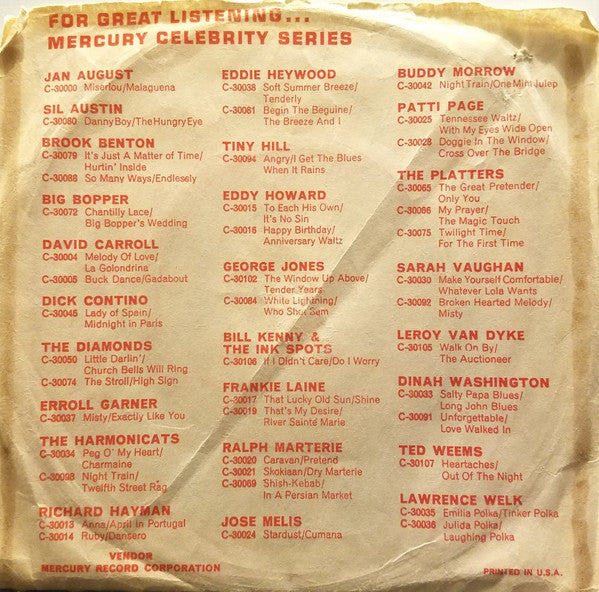 FOR GREAT LISTENING...
MERCURY CELEBRITY SERIES
JAN AUGUST
C-30000 Miserlou/Malaguena
SIL AUSTIN
C-30080 Danny Boy/The Hungry Eye
BROOK BENTON
C-30079 It's Just A Matter of Time/
Hurtin' Inside
C-30088 So Many Ways/Endlessly
BIG BOPPER
C-30072 Chantilly Lace/
Big Bopper's Wedding
DAVID CARROLL
C-30004 Melody Of Love/
La Golondrina
C-30005 Buck Dance/Gadabout
DICK CONTINO
C-30045 Lady of Spain/
Midnight in Paris
THE DIAMONDS
C-30050 Little Darlin'/
Church Bells Will Ring
C-30074 The Stroll/High Sign
ERROLL GARNER
C-30037 Misty/Exactly Like You
THE HARMONICATS
C-30034 Peg O' My Heart/
Charmaine
C-30098 Night Train/
Twelfth Street Rag
RICHARD HAYMAN
C-30013 Anna/April in Portugal
C-30014 Ruby/Dansero
VENDOR
MERCURY RECORD CORPORATION
EDDIE HEYWOOD
C-30038 Soft Summer Breeze/
Tenderly
C-30061 Begin The Beguine/
The Breeze And I
TINY HILL
C-30094 Angry/I Get The Blues
When It Rains
EDDY HOWARD
C-30015 To Each His Own/
It's No Sin
C-30016 Happy Birthday/
Anniversary Waltz
GEORGE JONES
C-30102 The Window Up Above/
Tender Years
C-30084 White Lightning/
Who Shot Sam
BILL KENNY &
THE INK SPOTS
C-30106 If I Didn't Care/Do I Worry
FRANKIE LAINE
C-30017 That Lucky Old Sun/Shine
C-30019 That's My Desire/
River Sainté Marie
RALPH MARTERIE
C-30020 Caravan/Pretend
C-30021 Skokiaan/Dry Marterie
C-30069 Shish-Kebab/
In A Persian Market
JOSE MELIS
C-30024 Stardust/Cumana
BUDDY MORROW
C-30042 Night Train/One Mint Julep
PATTI PAGE
C-30025 Tennessee Waltz/
With My Eyes Wide Open
C-30028 Doggie In The Window/
Cross Over The Bridge
THE PLATTERS
C-30065 The Great Pretender/
Only You
C-30066 My Prayer/
The Magic Touch
C-30075 Twilight Time/
For The First Time
SARAH VAUGHAN
C-30030 Make Yourself Comfortable/
Whatever Lola Wants
C-30092 Broken Hearted Melody/
Misty
LEROY VAN DYKE
C-30105 Walk On By/
The Auctioneer
DINAH WASHINGTON
C-30033 Salty Papa Blues/
Long John Blues
C-30091 Unforgettable/
Love Walked In
TED WEEMS
C-30107 Heartaches/
Out Of The Night
LAWRENCE WELK
C-30035 Emilia Polka/Tinker Polka
C-30036 Julida Polka/
Laughing Polka
PRINTED IN U.S.A.